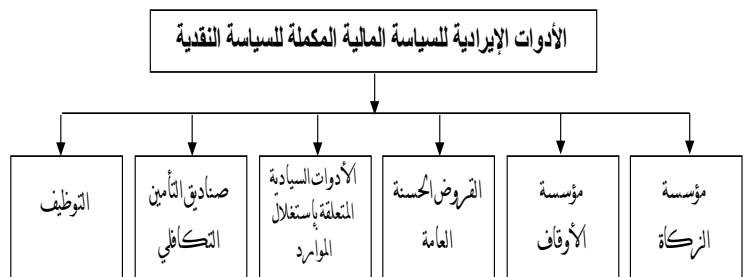 الأدوات الإيرادية للسياسة المالية المكملة للسياسة النقدية
مؤسسة
الزكاة
مؤسسة
الأوقاف
القروض الحسنة
العامة
الأدوات السيادية
المتعلقة بإستغلال
الموارد
صناديق التأمين
التكافلي
التوظيف